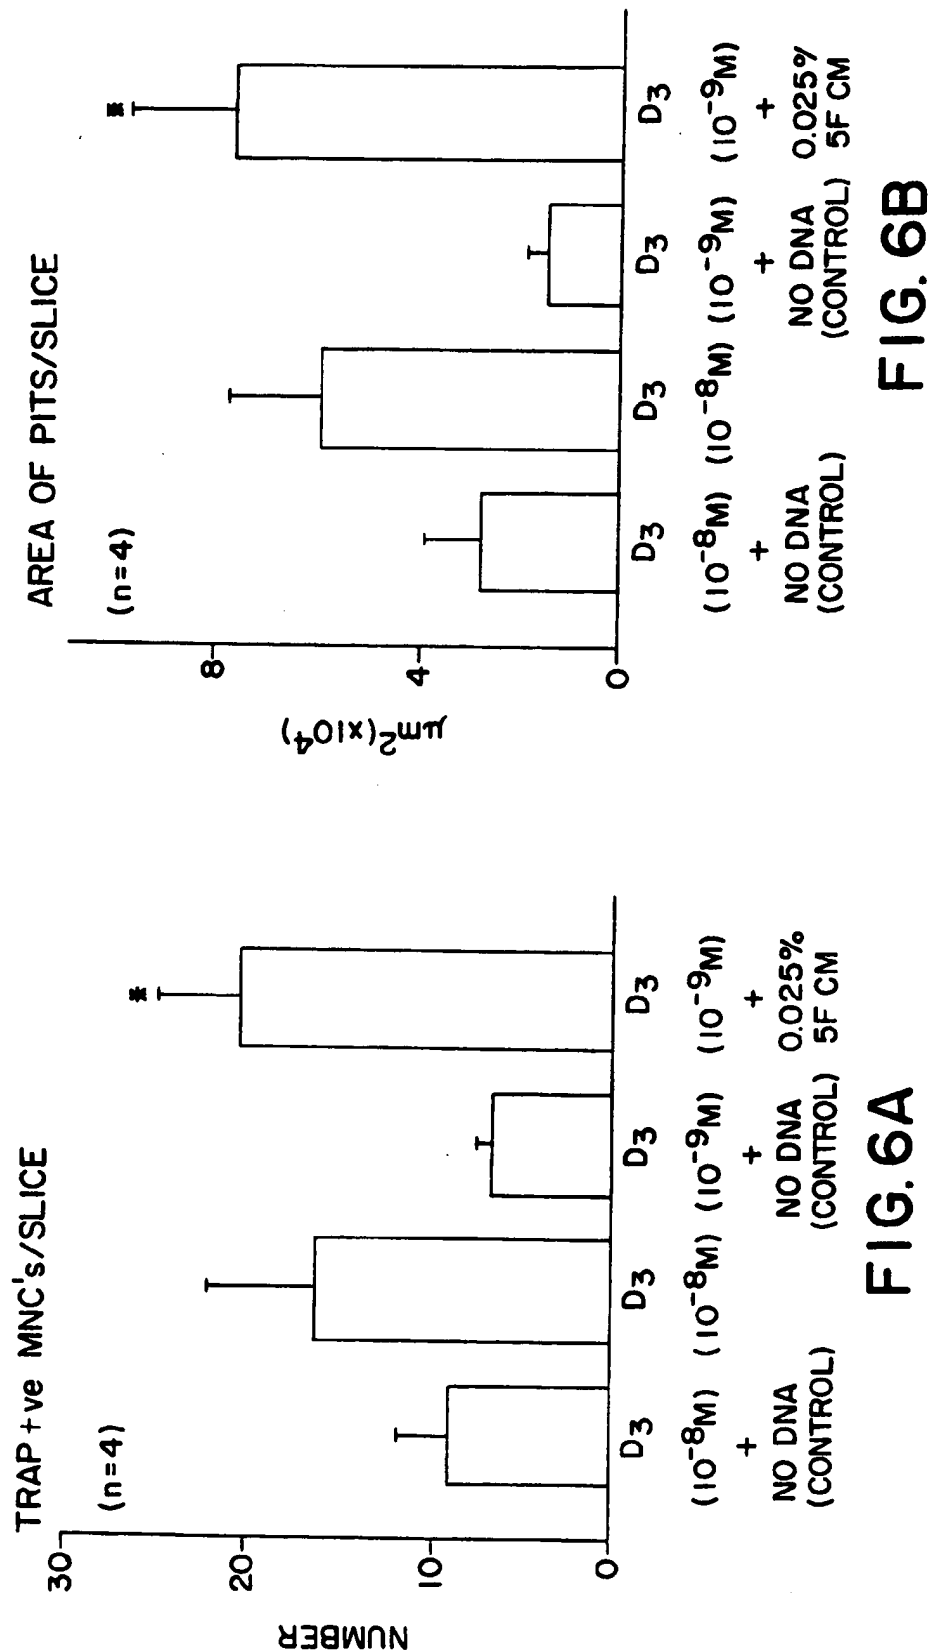 TRAP +ve MNC's/SLICE
(n=4)
NUMBER
30
20
10
0
D3 D3 D3 D3
(10⁻⁸M) (10⁻⁸M) (10⁻⁹M) (10⁻⁹M)
+ + +
NO DNA NO DNA 0.025%
(CONTROL) (CONTROL) 5F CM
*
FIG. 6A
AREA OF PITS/SLICE
(n=4)
μm²(x10⁴)
8
4
0
D3 D3 D3 D3
(10⁻⁸M) (10⁻⁸M) (10⁻⁹M) (10⁻⁹M)
+ + +
NO DNA NO DNA 0.025%
(CONTROL) (CONTROL) 5F CM
*
FIG. 6B